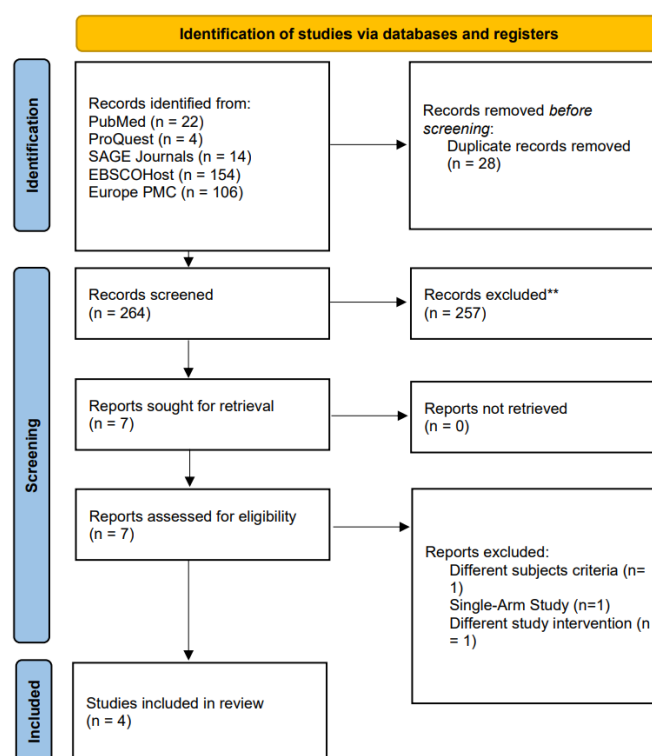 Identification of studies via databases and registers
Identification
Records identified from:
PubMed (n = 22)
ProQuest (n = 4)
SAGE Journals (n = 14)
EBSCOHost (n = 154)
Europe PMC (n = 106)
Records removed before
screening:
Duplicate records removed
(n = 28)
Screening
Records screened
(n = 264)
Records excluded**
(n = 257)
Reports sought for retrieval
(n = 7)
Reports not retrieved
(n = 0)
Reports assessed for eligibility
(n = 7)
Reports excluded:
Different subjects criteria (n=
1)
Single-Arm Study (n=1)
Different study intervention (n
= 1)
Included
Studies included in review
(n = 4)